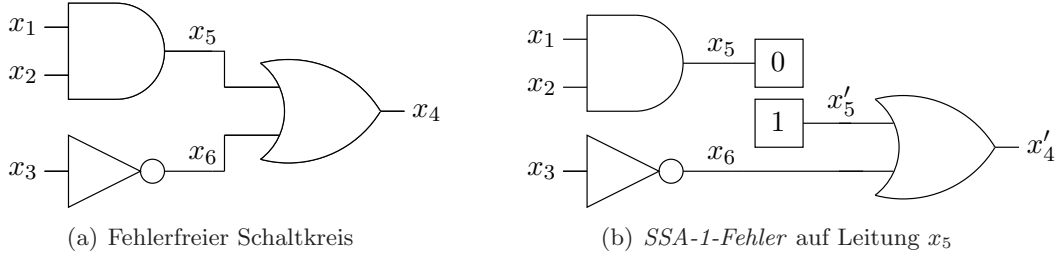 x₁
x₂
x₅
x₃
x₆
x₄
(a) Fehlerfreier Schaltkreis
x₁
x₂
x₅
0
1
x′₅
x₃
x₆
x′₄
(b) SSA-1-Fehler auf Leitung x₅